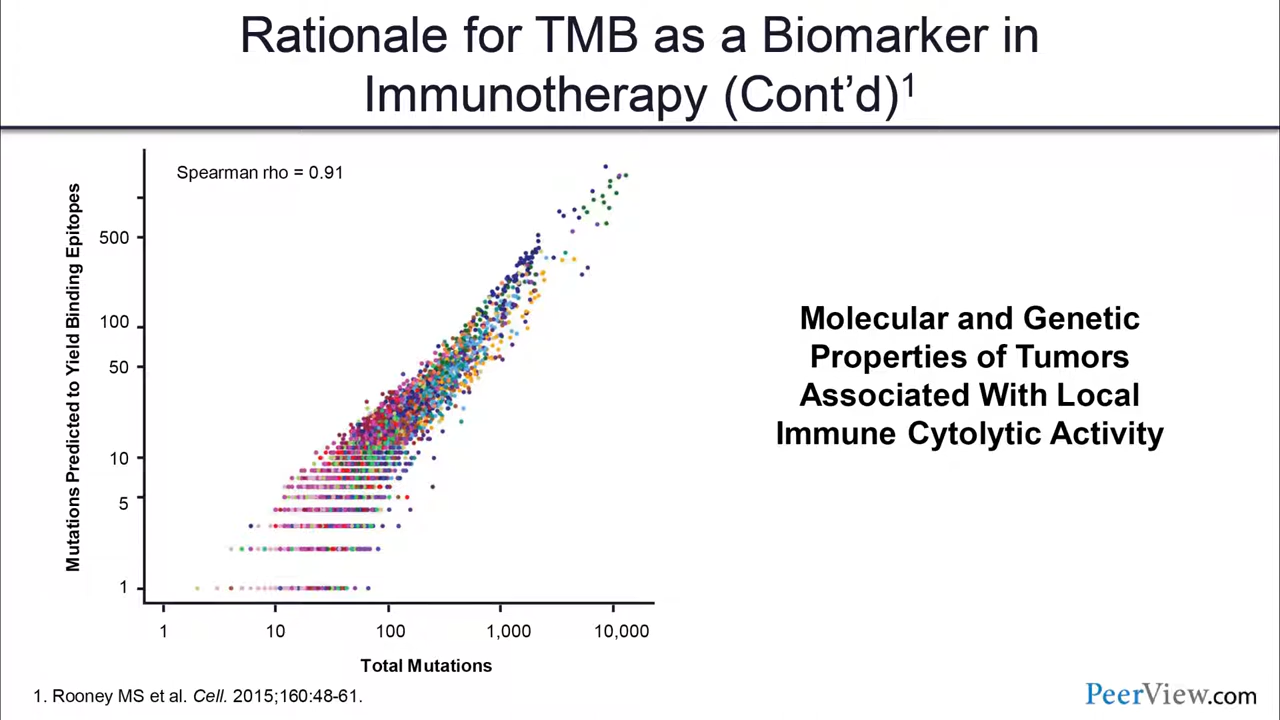 Rationale for TMB as a Biomarker in
Immunotherapy (Cont'd)1
Spearman rho = 0.91
Mutations Predicted to Yield Binding Epitopes
500
100
50
10
5
1
1
10
100
1,000
10,000
Total Mutations
Molecular and Genetic
Properties of Tumors
Associated With Local
Immune Cytolytic Activity
1. Rooney MS et al. Cell. 2015;160:48-61.
PeerView.com